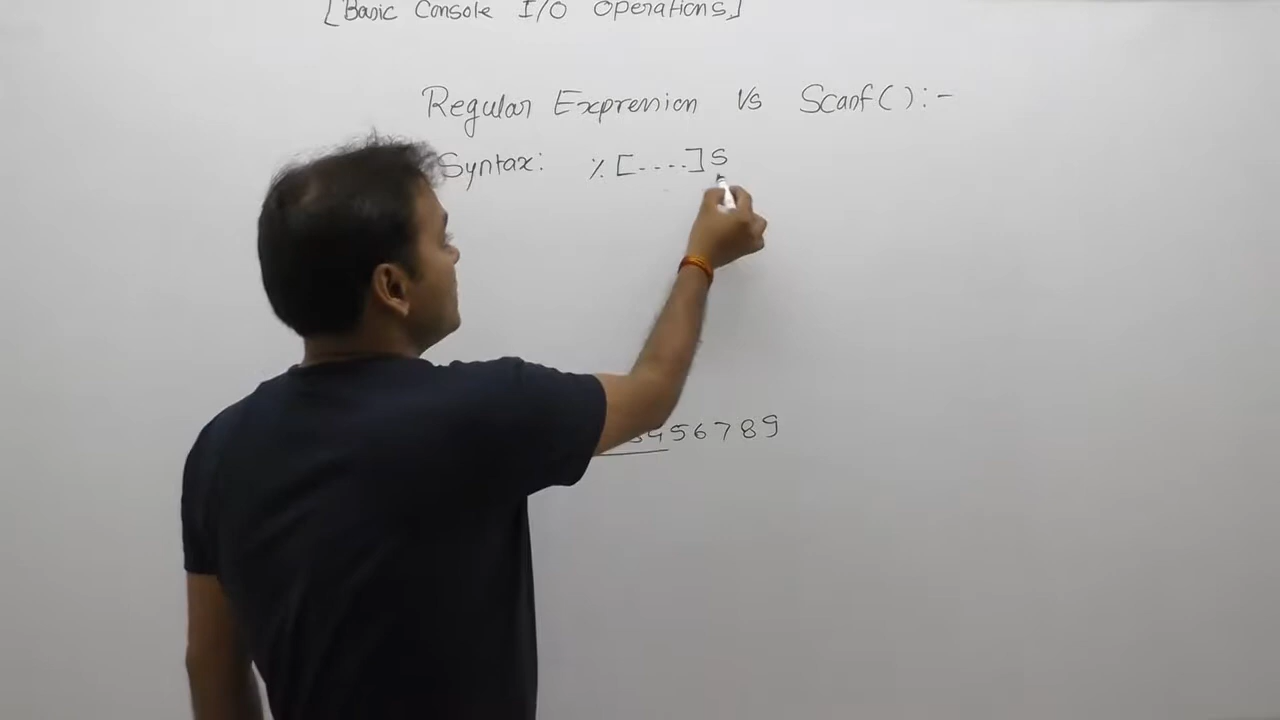 [Basic Console I/O Operations]
Regular Expression Vs Scanf() :-
Syntax: % [----]s
456789